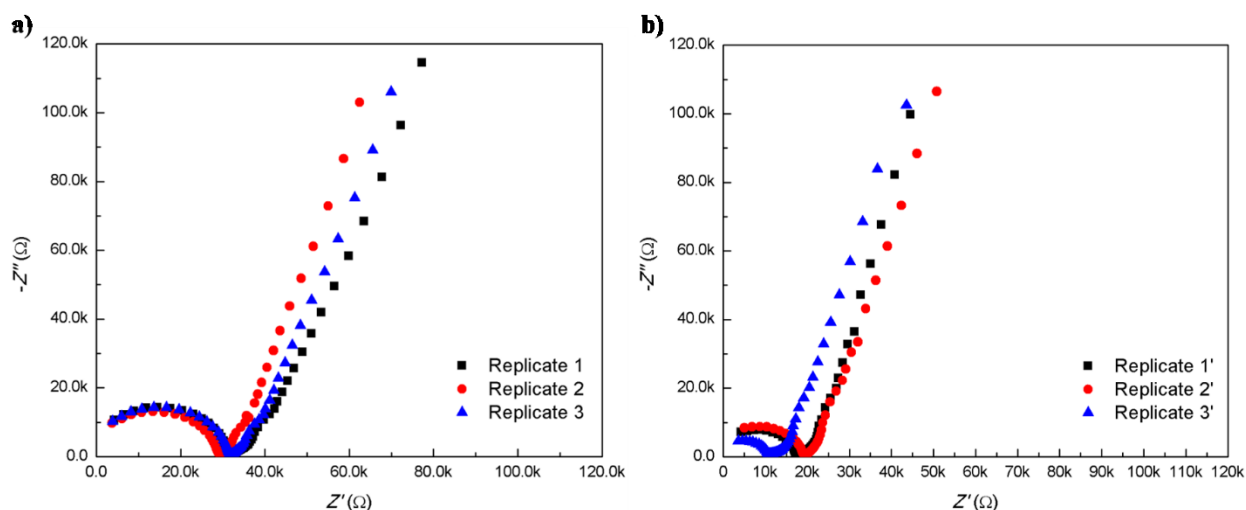 a)
120.0k
100.0k
80.0k
60.0k
40.0k
20.0k
0.0
-Z''(Ω)
0.0 20.0k 40.0k 60.0k 80.0k 100.0k 120.0k
Z'(Ω)
Replicate 1
Replicate 2
Replicate 3
b)
120.0k
100.0k
80.0k
60.0k
40.0k
20.0k
0.0
-Z''(Ω)
0 10k 20k 30k 40k 50k 60k 70k 80k 90k 100k 110k 120k
Z'(Ω)
Replicate 1'
Replicate 2'
Replicate 3'